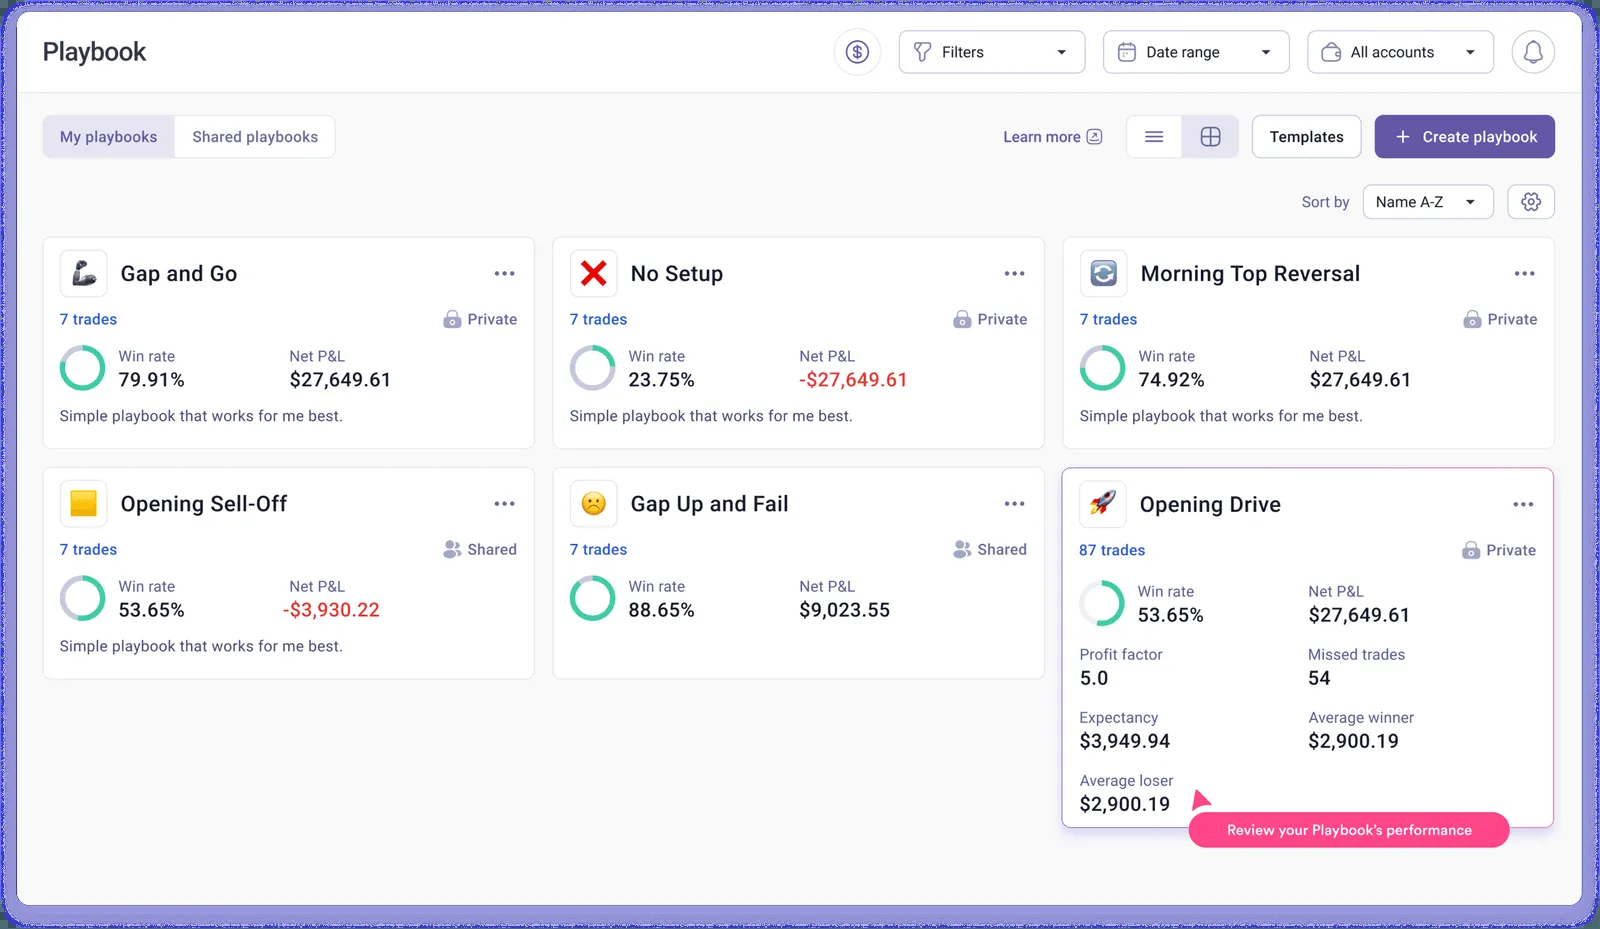 Playbook
Filters
Date range
All accounts
My playbooks
Shared playbooks
Learn more
Templates
+ Create playbook
Sort by
Name A-Z
Gap and Go
7 trades
Private
Win rate
79.91%
Net P&L
$27,649.61
Simple playbook that works for me best.
No Setup
7 trades
Private
Win rate
23.75%
Net P&L
-$27,649.61
Simple playbook that works for me best.
Morning Top Reversal
7 trades
Private
Win rate
74.92%
Net P&L
$27,649.61
Simple playbook that works for me best.
Opening Sell-Off
7 trades
Shared
Win rate
53.65%
Net P&L
-$3,930.22
Simple playbook that works for me best.
Gap Up and Fail
7 trades
Shared
Win rate
88.65%
Net P&L
$9,023.55
Opening Drive
87 trades
Private
Win rate
53.65%
Net P&L
$27,649.61
Profit factor
5.0
Missed trades
54
Expectancy
$3,949.94
Average winner
$2,900.19
Average loser
$2,900.19
Review your Playbook's performance